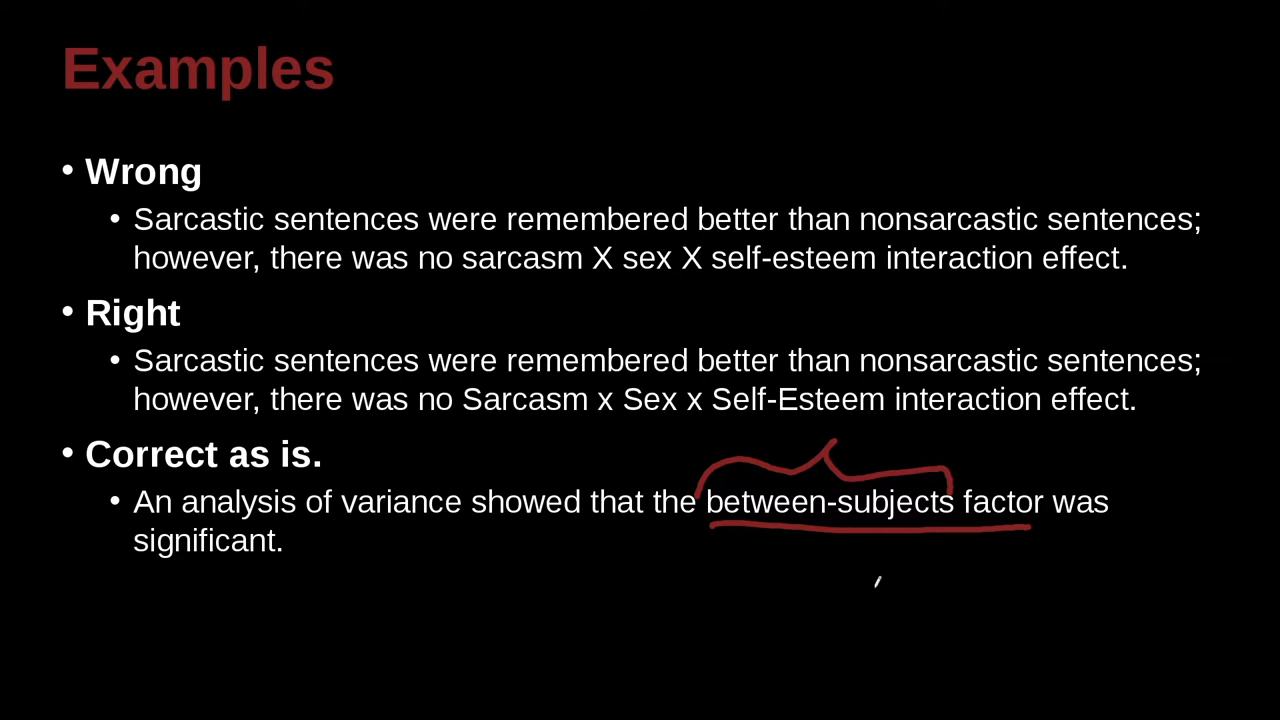 Examples
• Wrong
• Sarcastic sentences were remembered better than nonsarcastic sentences;
however, there was no sarcasm X sex X self-esteem interaction effect.
• Right
• Sarcastic sentences were remembered better than nonsarcastic sentences;
however, there was no Sarcasm x Sex x Self-Esteem interaction effect.
• Correct as is.
• An analysis of variance showed that the between-subjects factor was
significant.